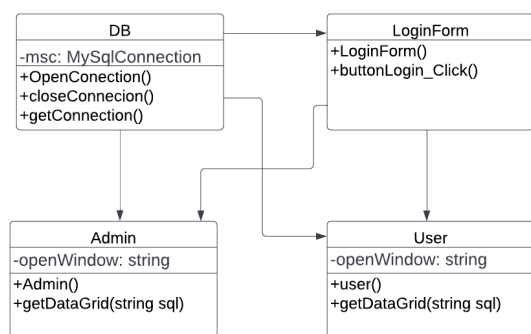 DB
-msc: MySqlConnection
+OpenConection()
+closeConnecion()
+getConnection()
LoginForm
+LoginForm()
+buttonLogin_Click()
Admin
-openWindow: string
+Admin()
+getDataGrid(string sql)
User
-openWindow: string
+user()
+getDataGrid(string sql)